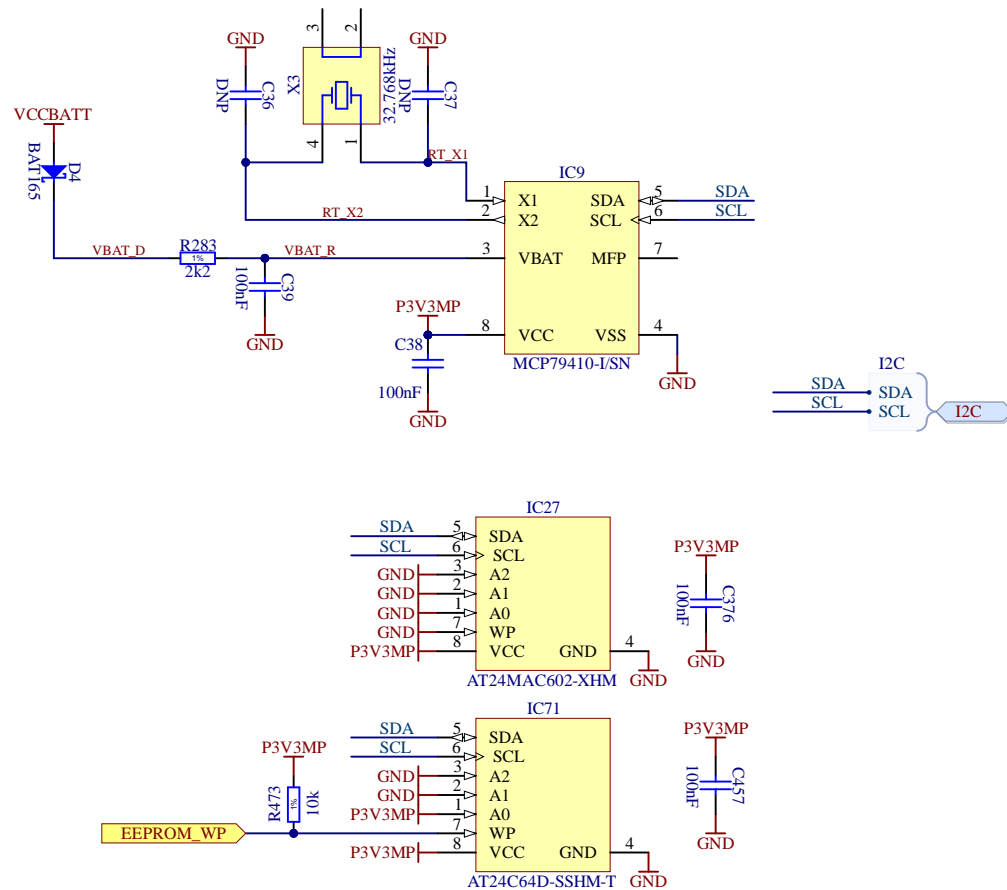 3
2
GND
GND
X3
32.768kHz
C36
DNP
C37
DNP
4
1
VCCBATT
D4
BAT165
RT_X1
IC9
1
X1
SDA
5
SDA
RT_X2
2
X2
SCL
6
SCL
VBAT_D
R283
1%
2k2
VBAT_R
3
VBAT
MFP
7
C39
100nF
GND
P3V3MP
8
VCC
VSS
4
C38
100nF
GND
MCP79410-I/SN
GND
I2C
SDA
SDA
SCL
SCL
I2C
IC27
SDA
5
SDA
SCL
6
SCL
GND
3
A2
GND
2
A1
GND
1
A0
GND
7
WP
P3V3MP
8
VCC
GND
4
GND
AT24MAC602-XHM
P3V3MP
C376
100nF
GND
IC71
SDA
5
SDA
SCL
6
SCL
GND
3
A2
GND
2
A1
P3V3MP
1
A0
P3V3MP
R473
1%
10k
EEPROM_WP
7
WP
P3V3MP
8
VCC
GND
4
GND
AT24C64D-SSHM-T
P3V3MP
C457
100nF
GND